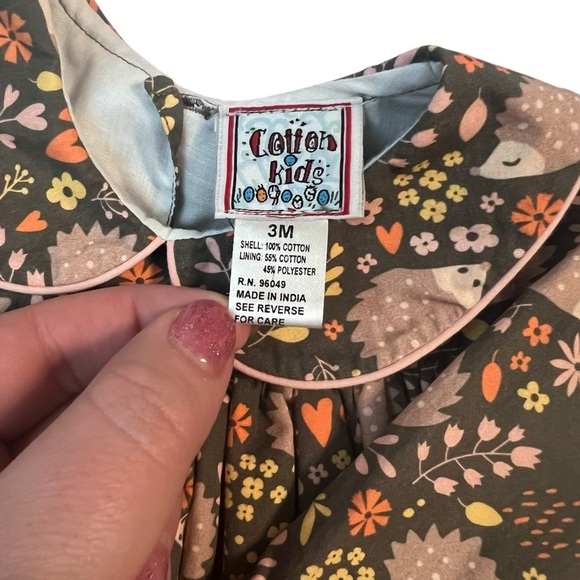 Cotton
kids
3M
SHELL: 100% COTTON
LINING: 55% COTTON
45% POLYESTER
R.N. 96049
MADE IN INDIA
SEE REVERSE
FOR CARE